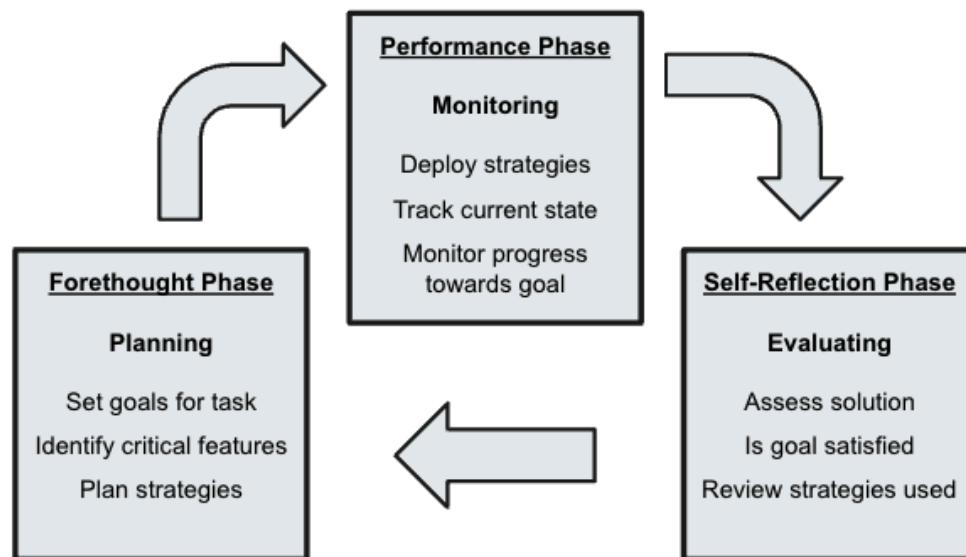 Performance Phase
Monitoring
Deploy strategies
Track current state
Monitor progress
towards goal
Forethought Phase
Planning
Set goals for task
Identify critical features
Plan strategies
Self-Reflection Phase
Evaluating
Assess solution
Is goal satisfied
Review strategies used